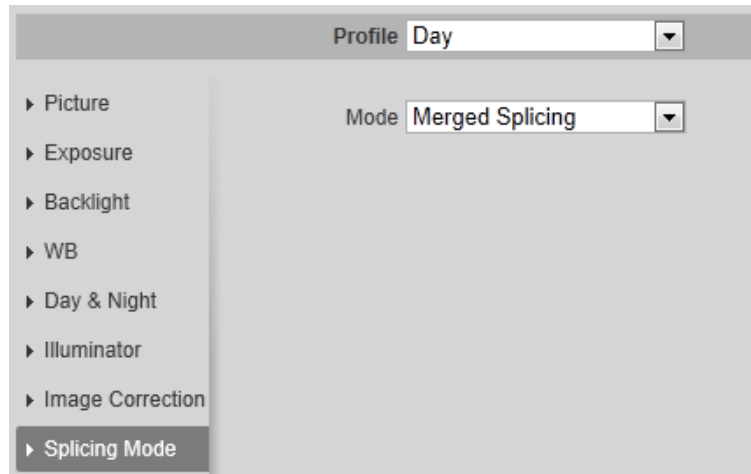 Profile Day
Picture
Mode Merged Splicing
Exposure
Backlight
WB
Day & Night
Illuminator
Image Correction
Splicing Mode